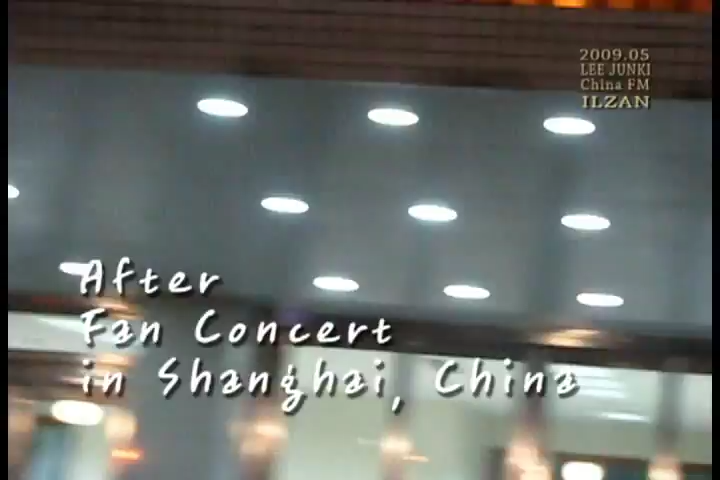 2009.05
LEE JUNKI
China FM
ILZAN
After
Fan Concert
in Shanghai, China